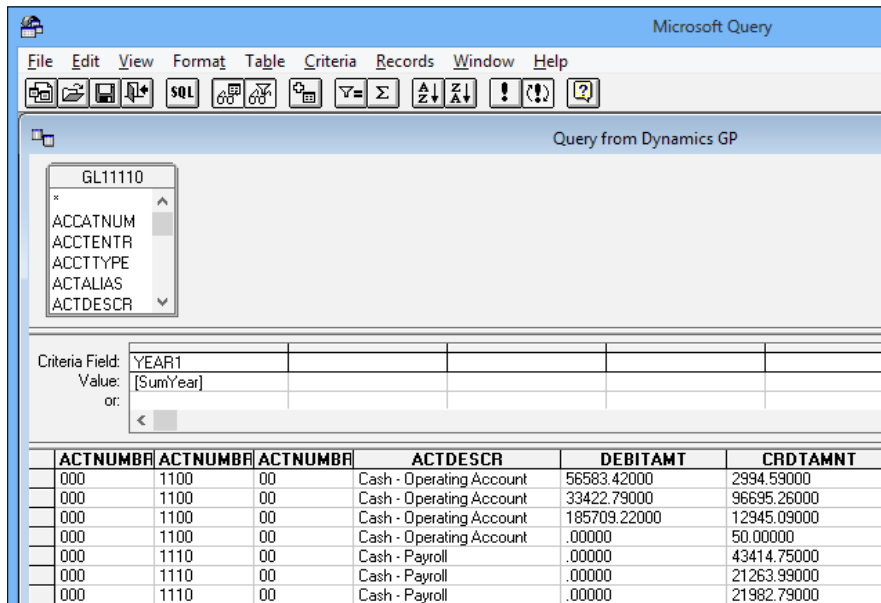 Microsoft Query
File Edit View Format Table Criteria Records Window Help
SQL
Query from Dynamics GP
GL11110
*
ACCATNUM
ACCTENTR
ACCTTYPE
ACTALIAS
ACTDESCR
Criteria Field: YEAR1
Value: [SumYear]
or:
ACTNUMBR ACTNUMBR ACTNUMBR ACTDESCR DEBITAMT CRDTAMNT
000 1100 00 Cash - Operating Account 56583.42000 2994.59000
000 1100 00 Cash - Operating Account 33422.79000 96695.26000
000 1100 00 Cash - Operating Account 185709.22000 12945.09000
000 1100 00 Cash - Operating Account .00000 50.00000
000 1110 00 Cash - Payroll .00000 43414.75000
000 1110 00 Cash - Payroll .00000 21263.99000
000 1110 00 Cash - Payroll .00000 21982.79000